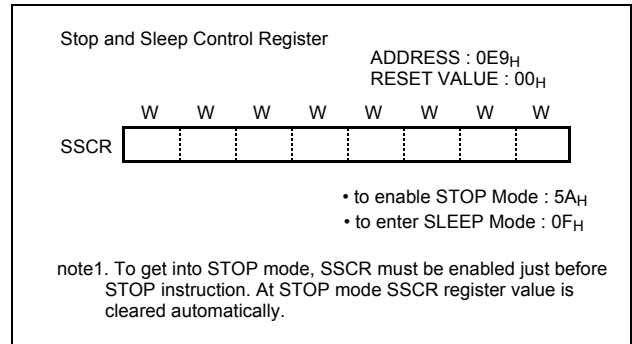 Stop and Sleep Control Register
ADDRESS : 0E9H
RESET VALUE : 00H
W W W W W W W W
SSCR
• to enable STOP Mode : 5AH
• to enter SLEEP Mode : 0FH
note1. To get into STOP mode, SSCR must be enabled just before
STOP instruction. At STOP mode SSCR register value is
cleared automatically.